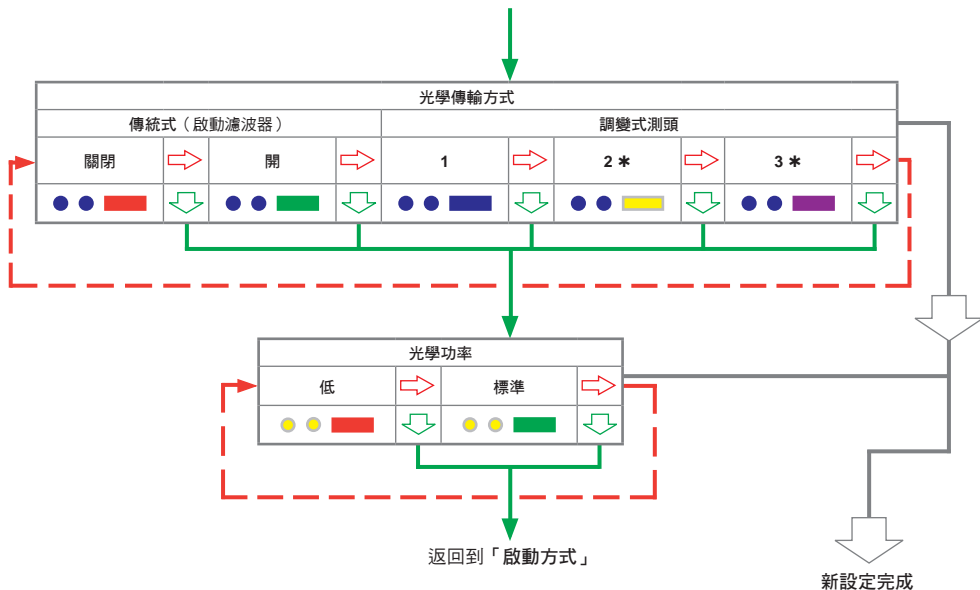 光學傳輸方式
傳統式（啟動濾波器）
調變式測頭
關閉
開
1
2 ＊
3 ＊
光學功率
低
標準
返回到「啟動方式」
新設定完成